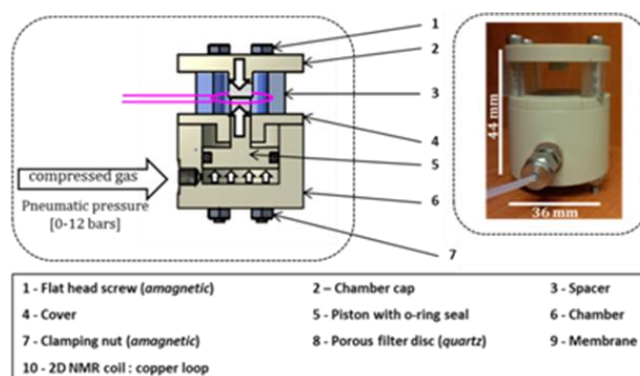 1
2
3
4
5
6
7
compressed gas
Pneumatic pressure
[0-12 bars]
44 mm
36 mm
1 - Flat head screw (amagnetic)
2 – Chamber cap
3 - Spacer
4 - Cover
5 - Piston with o-ring seal
6 - Chamber
7 - Clamping nut (amagnetic)
8 - Porous filter disc (quartz)
9 - Membrane
10 - 2D NMR coil : copper loop